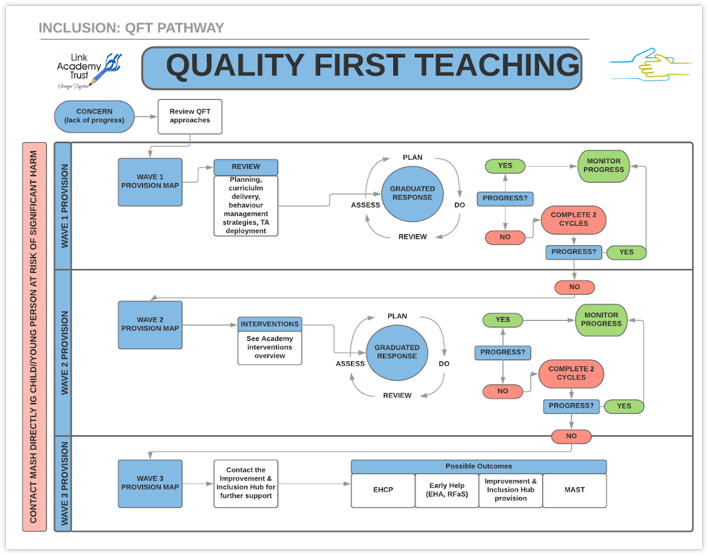 INCLUSION: QFT PATHWAY
Link
Academy
Trust
Stronger Together
QUALITY FIRST TEACHING
CONCERN
(lack of progress)
Review QFT
approaches
CONTACT MASH DIRECTLY IG CHILD/YOUNG PERSON AT RISK OF SIGNIFICANT HARM
WAVE 1 PROVISION
WAVE 1
PROVISION MAP
REVIEW
Planning,
curriculm
delivery,
behaviour
management
strategies, TA
deployment
PLAN
ASSESS
GRADUATED
RESPONSE
DO
REVIEW
YES
MONITOR
PROGRESS
PROGRESS?
COMPLETE 2
CYCLES
NO
PROGRESS?
YES
NO
WAVE 2 PROVISION
WAVE 2
PROVISION MAP
INTERVENTIONS
See Academy
interventions
overview
PLAN
ASSESS
GRADUATED
RESPONSE
DO
REVIEW
YES
MONITOR
PROGRESS
PROGRESS?
COMPLETE 2
CYCLES
NO
PROGRESS?
YES
NO
WAVE 3 PROVISION
WAVE 3
PROVISION MAP
Contact the
Improvement &
Inclusion Hub for
further support
Possible Outcomes
EHCP
Early Help
(EHA, RFaS)
Improvement &
Inclusion Hub
provision
MAST